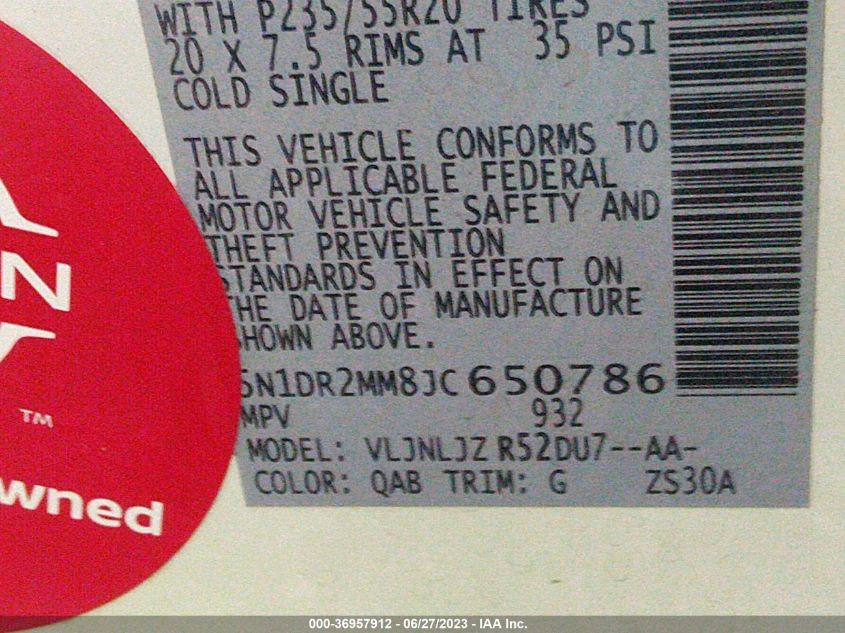 WITH P235/55R20 TIRES
20 X 7.5 RIMS AT 35 PSI
COLD SINGLE
THIS VEHICLE CONFORMS TO
ALL APPLICABLE FEDERAL
MOTOR VEHICLE SAFETY AND
THEFT PREVENTION
STANDARDS IN EFFECT ON
THE DATE OF MANUFACTURE
SHOWN ABOVE.
5N1DR2MM8JC650786
MPV 932
MODEL: VLJNLJZ R52DU7--AA-
COLOR: QAB TRIM: G ZS30A
N
™
wned
000-36957912 - 06/27/2023 - IAA Inc.